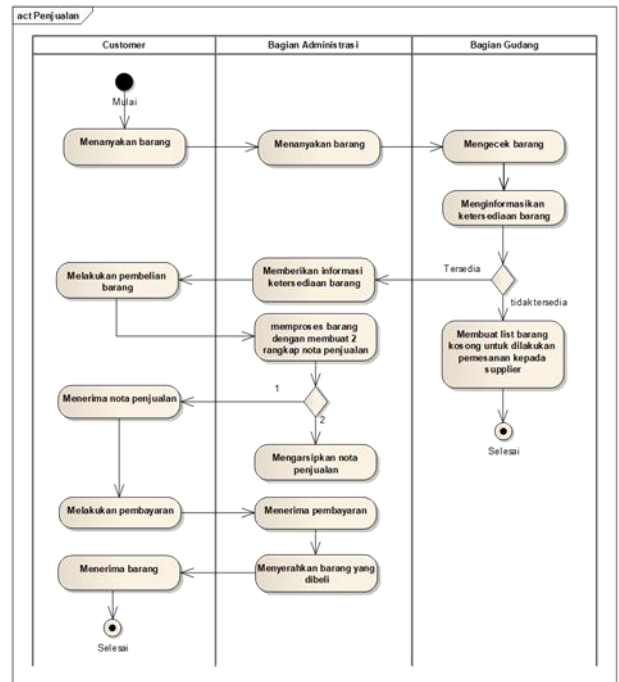 act Penjualan
Customer
Bagian Administrasi
Bagian Gudang
Mulai
Menanyakan barang
Menanyakan barang
Mengecek barang
Menginformasikan
ketersediaan barang
Melakukan pembelian
barang
Memberikan informasi
ketersediaan barang
Tersedia
tidaktersedia
memproses barang
dengan membuat 2
rangkap nota penjualan
Membuat list barang
kosong untuk dilakukan
pemesanan kepada
supplier
Menerima nota penjualan
1
2
Selesai
Mengarsipkan nota
penjualan
Melakukan pembayaran
Menerima pembayaran
Menerima barang
Menyerahkan barang yang
dibeli
Selesai